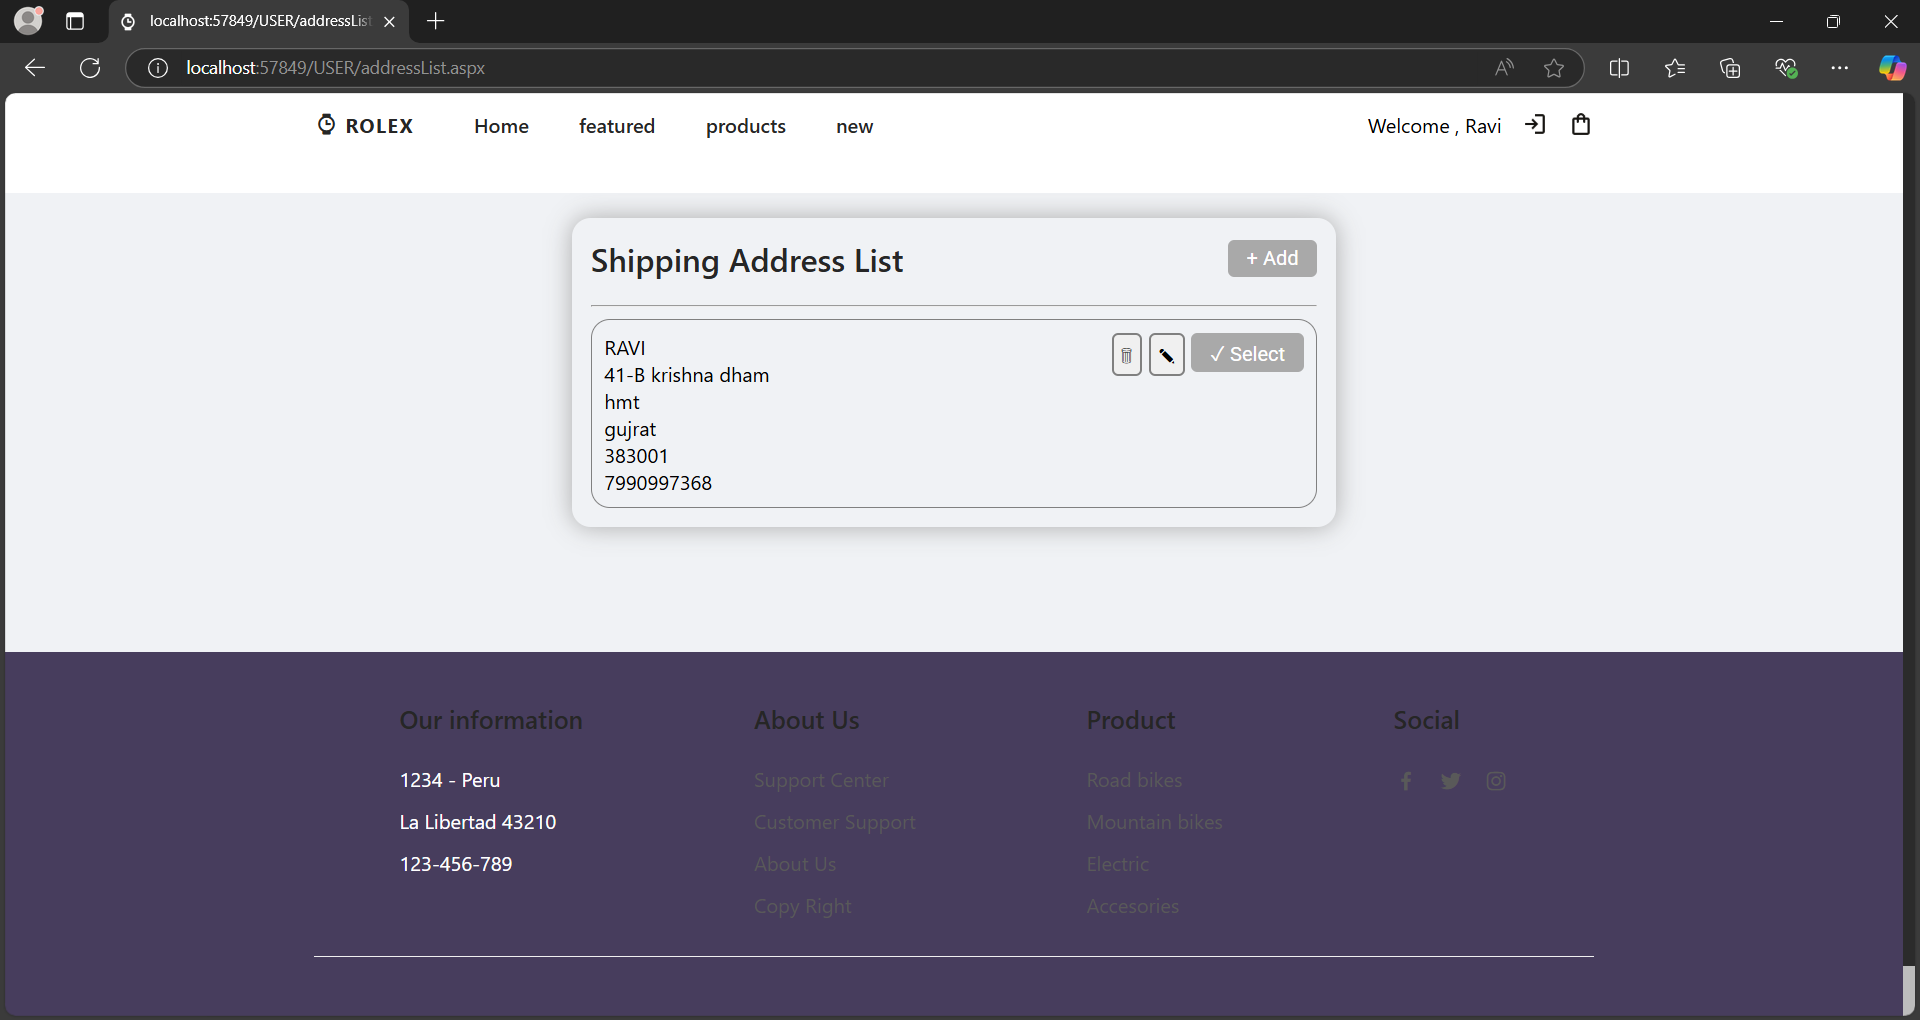 localhost:57849/USER/addressList
localhost:57849/USER/addressList.aspx
ROLEX Home featured products new Welcome , Ravi
Shipping Address List + Add
RAVI ✓ Select
41-B krishna dham
hmt
gujrat
383001
7990997368
Our information About Us Product Social
1234 - Peru Support Center Road bikes
La Libertad 43210 Customer Support Mountain bikes
123-456-789 About Us Electric
Copy Right Accesories